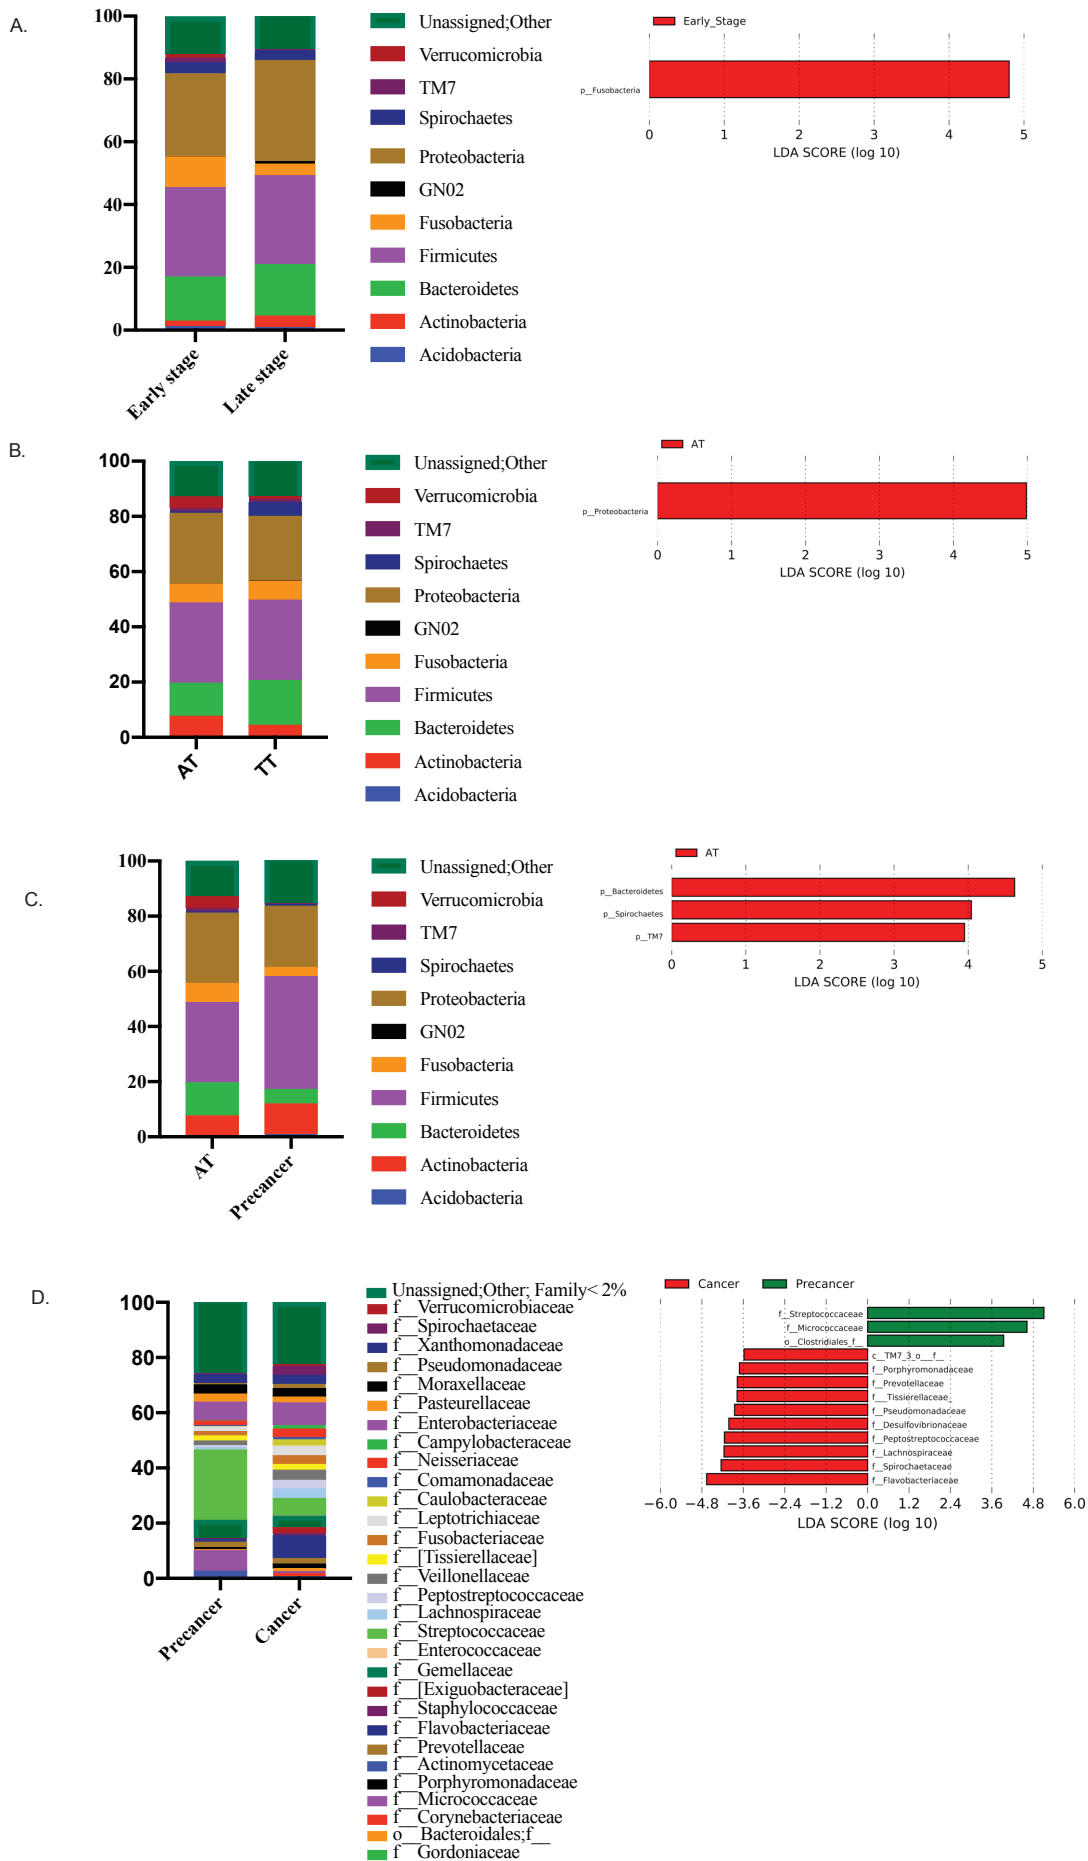 A.
100
80
60
40
20
0
Early stage
Late stage
Unassigned;Other
Verrucomicrobia
TM7
Spirochaetes
Proteobacteria
GN02
Fusobacteria
Firmicutes
Bacteroidetes
Actinobacteria
Acidobacteria
Early_Stage
p__Fusobacteria
0 1 2 3 4 5
LDA SCORE (log 10)
B.
100
80
60
40
20
0
AT
TT
Unassigned;Other
Verrucomicrobia
TM7
Spirochaetes
Proteobacteria
GN02
Fusobacteria
Firmicutes
Bacteroidetes
Actinobacteria
Acidobacteria
AT
p__Proteobacteria
0 1 2 3 4 5
LDA SCORE (log 10)
C.
100
80
60
40
20
0
AT
Precancer
Unassigned;Other
Verrucomicrobia
TM7
Spirochaetes
Proteobacteria
GN02
Fusobacteria
Firmicutes
Bacteroidetes
Actinobacteria
Acidobacteria
AT
p__Bacteroidetes
p__Spirochaetes
p__TM7
0 1 2 3 4 5
LDA SCORE (log 10)
D.
100
80
60
40
20
0
Precancer
Cancer
Unassigned;Other; Family< 2%
f__Verrucomicrobiaceae
f__Spirochaetaceae
f__Xanthomonadaceae
f__Pseudomonadaceae
f__Moraxellaceae
f__Pasteurellaceae
f__Enterobacteriaceae
f__Campylobacteraceae
f__Neisseriaceae
f__Comamonadaceae
f__Caulobacteraceae
f__Leptotrichiaceae
f__Fusobacteriaceae
f__[Tissierellaceae]
f__Veillonellaceae
f__Peptostreptococcaceae
f__Lachnospiraceae
f__Streptococcaceae
f__Enterococcaceae
f__Gemellaceae
f__[Exiguobacteraceae]
f__Staphylococcaceae
f__Flavobacteriaceae
f__Prevotellaceae
f__Actinomycetaceae
f__Porphyromonadaceae
f__Micrococcaceae
f__Corynebacteriaceae
o__Bacteroidales;f__
f__Gordoniaceae
Cancer Precancer
f__Streptococcaceae
f__Micrococcaceae
o__Clostridiales_f__
c__TM7_3_o___f__
f__Porphyromonadaceae
f__Prevotellaceae
f___Tissierellaceae_
f__Pseudomonadaceae
f__Desulfovibrionaceae
f__Peptostreptococcaceae
f__Lachnospiraceae
f__Spirochaetaceae
f__Flavobacteriaceae
−6.0 −4.8 −3.6 −2.4 −1.2 0.0 1.2 2.4 3.6 4.8 6.0
LDA SCORE (log 10)